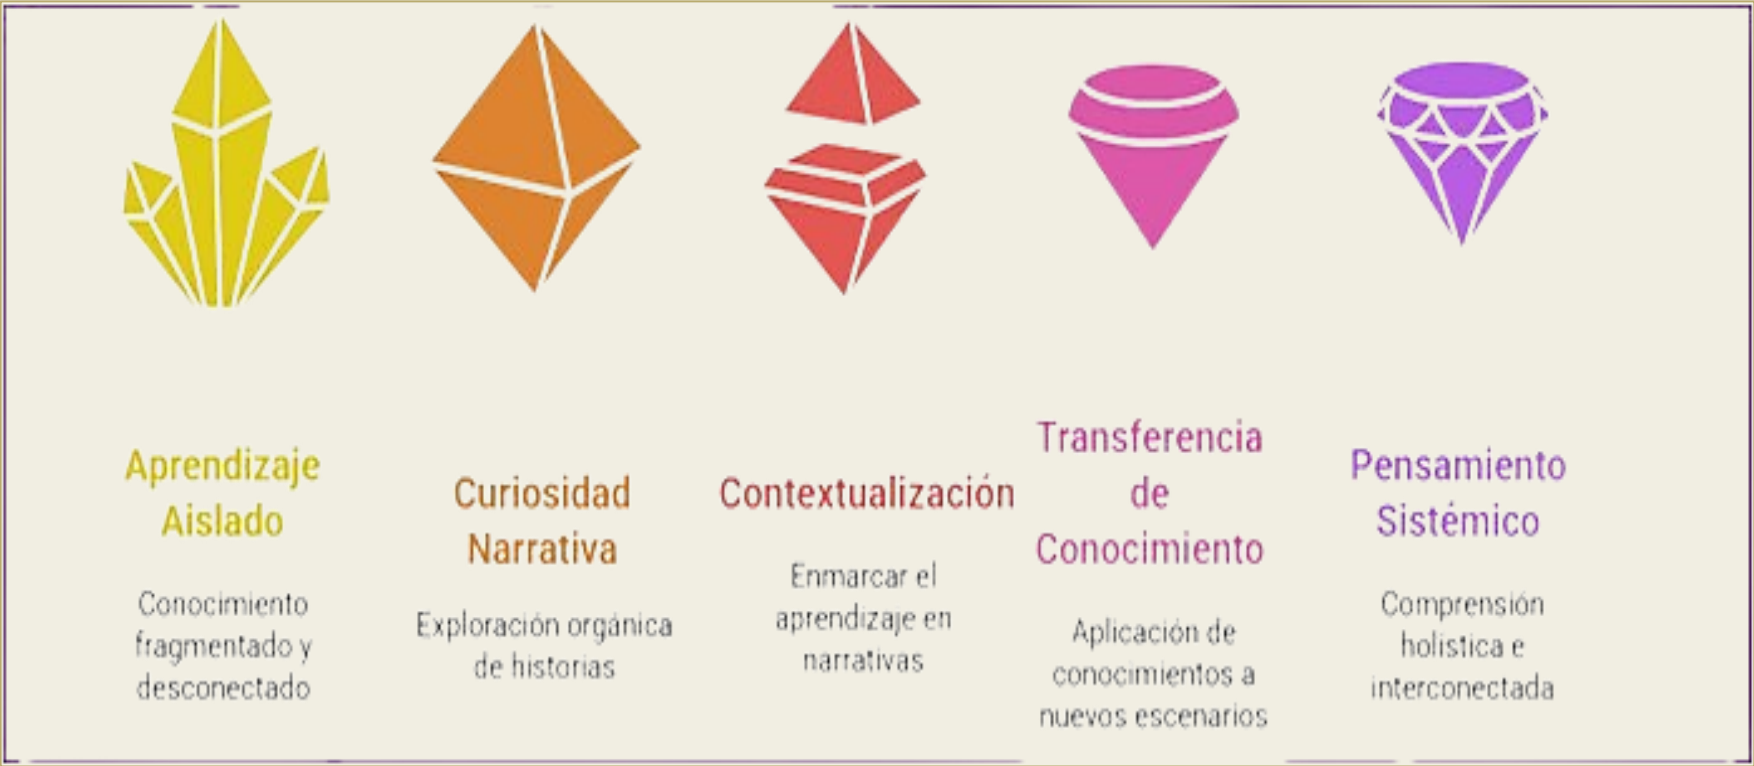 Aprendizaje
Aislado
Conocimiento
fragmentado y
desconectado
Curiosidad
Narrativa
Exploración orgánica
de historias
Contextualización
Enmarcar el
aprendizaje en
narrativas
Transferencia
de
Conocimiento
Aplicación de
conocimientos a
nuevos escenarios
Pensamiento
Sistémico
Comprensión
holística e
interconectada